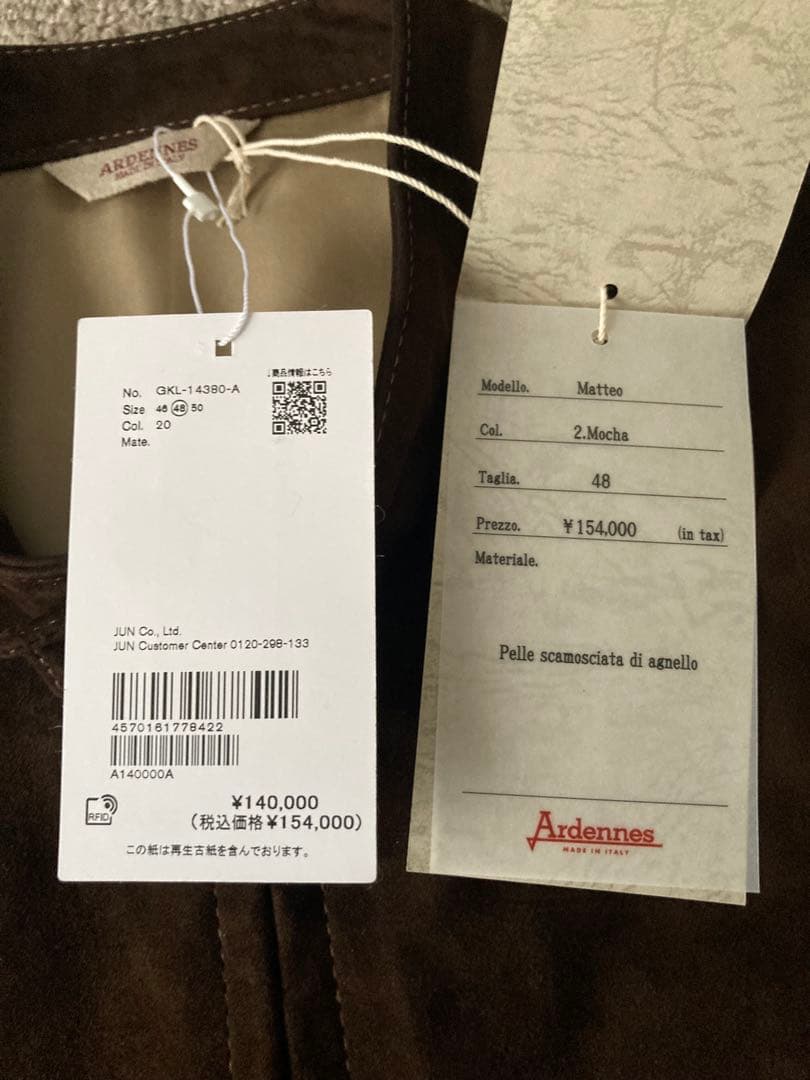 ARDENNES
MADE IN ITALY
↓商品情報はこちら
No. GKL-14380-A
Size 46 48 50
Col. 20
Mate.
JUN Co., Ltd.
JUN Customer Center 0120-298-133
4570161778422
A140000A
RFID
¥140,000
(税込価格¥154,000)
この紙は再生古紙を含んでおります。
Modello. Matteo
Col. 2.Mocha
Taglia. 48
Prezzo. ¥154,000 (in tax)
Materiale.
Pelle scamosciata di agnello
Ardennes
MADE IN ITALY